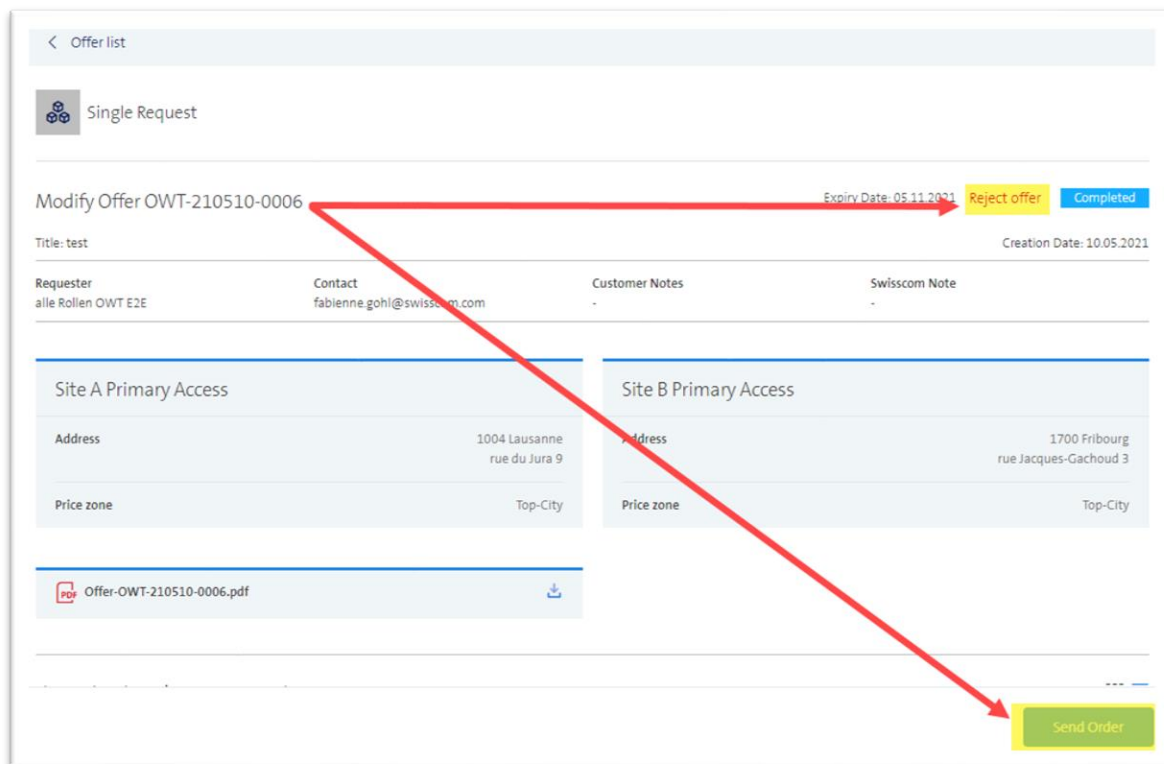 Offer list
Single Request
Modify Offer OWT-210510-0006
Expiry Date: 05.11.2021 Reject offer Completed
Title: test Creation Date: 10.05.2021
Requester Contact Customer Notes Swisscom Note
alle Rollen OWT E2E fabienne.gohl@swisscom.com - -
Site A Primary Access
Address 1004 Lausanne
rue du Jura 9
Price zone Top-City
Site B Primary Access
Address 1700 Fribourg
rue Jacques-Gachoud 3
Price zone Top-City
PDF Offer-OWT-210510-0006.pdf
Send Order